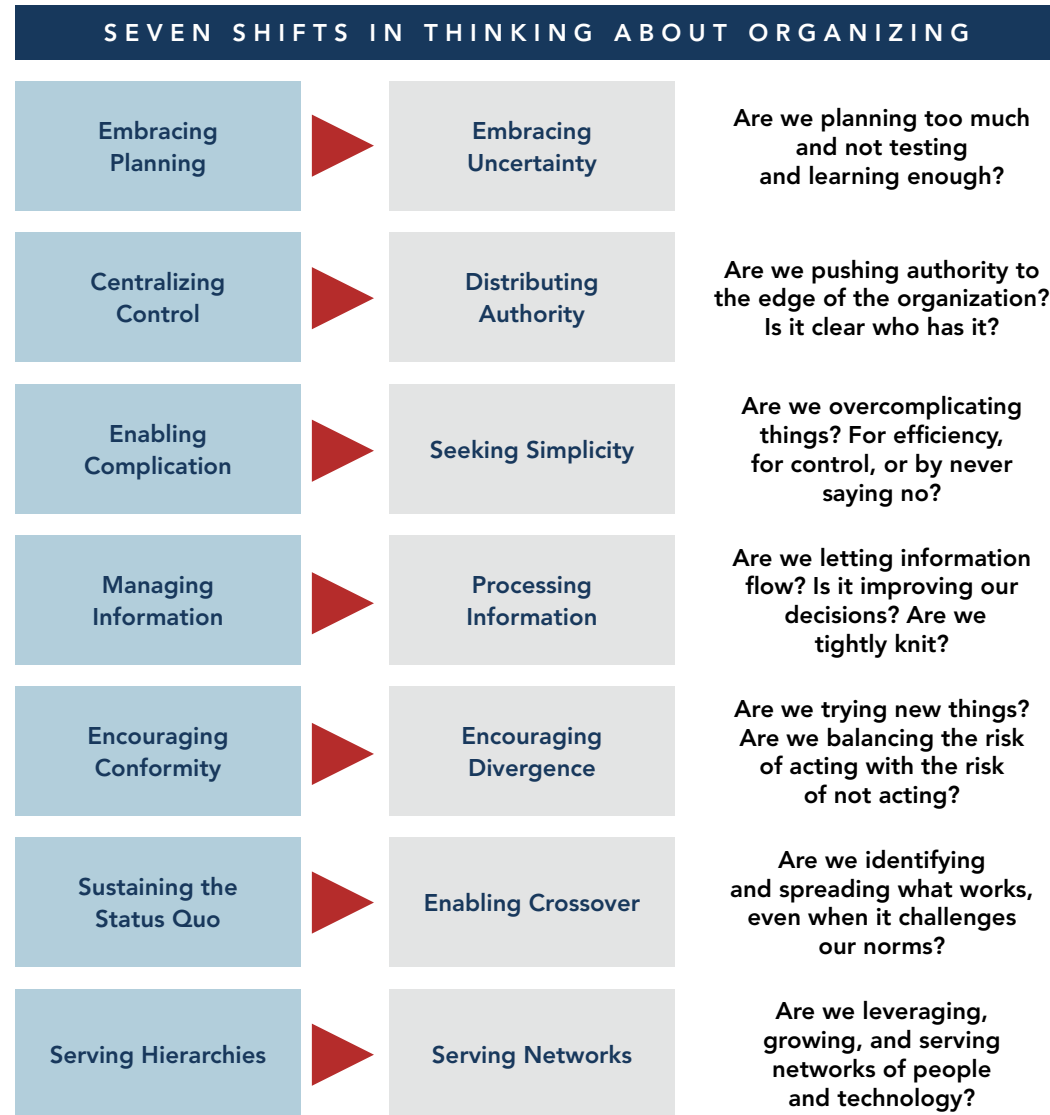 SEVEN SHIFTS IN THINKING ABOUT ORGANIZING
Embracing
Planning
Embracing
Uncertainty
Are we planning too much
and not testing
and learning enough?
Centralizing
Control
Distributing
Authority
Are we pushing authority to
the edge of the organization?
Is it clear who has it?
Enabling
Complication
Seeking Simplicity
Are we overcomplicating
things? For efficiency,
for control, or by never
saying no?
Managing
Information
Processing
Information
Are we letting information
flow? Is it improving our
decisions? Are we
tightly knit?
Encouraging
Conformity
Encouraging
Divergence
Are we trying new things?
Are we balancing the risk
of acting with the risk
of not acting?
Sustaining the
Status Quo
Enabling Crossover
Are we identifying
and spreading what works,
even when it challenges
our norms?
Serving Hierarchies
Serving Networks
Are we leveraging,
growing, and serving
networks of people
and technology?